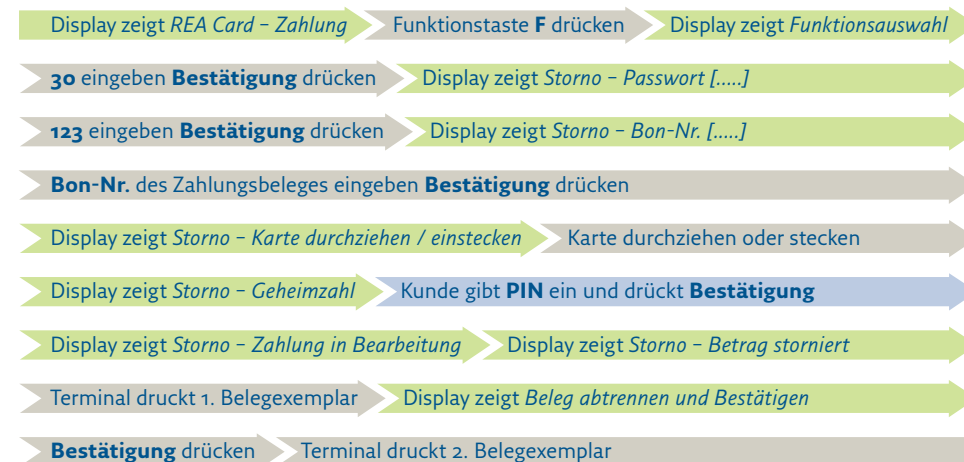 Display zeigt REA Card – Zahlung Funktionstaste F drücken Display zeigt Funktionsauswahl
30 eingeben Bestätigung drücken Display zeigt Storno – Passwort [.....]
123 eingeben Bestätigung drücken Display zeigt Storno – Bon-Nr. [.....]
Bon-Nr. des Zahlungsbeleges eingeben Bestätigung drücken
Display zeigt Storno – Karte durchziehen / einstecken Karte durchziehen oder stecken
Display zeigt Storno – Geheimzahl Kunde gibt PIN ein und drückt Bestätigung
Display zeigt Storno – Zahlung in Bearbeitung Display zeigt Storno – Betrag storniert
Terminal druckt 1. Belegexemplar Display zeigt Beleg abtrennen und Bestätigen
Bestätigung drücken Terminal druckt 2. Belegexemplar